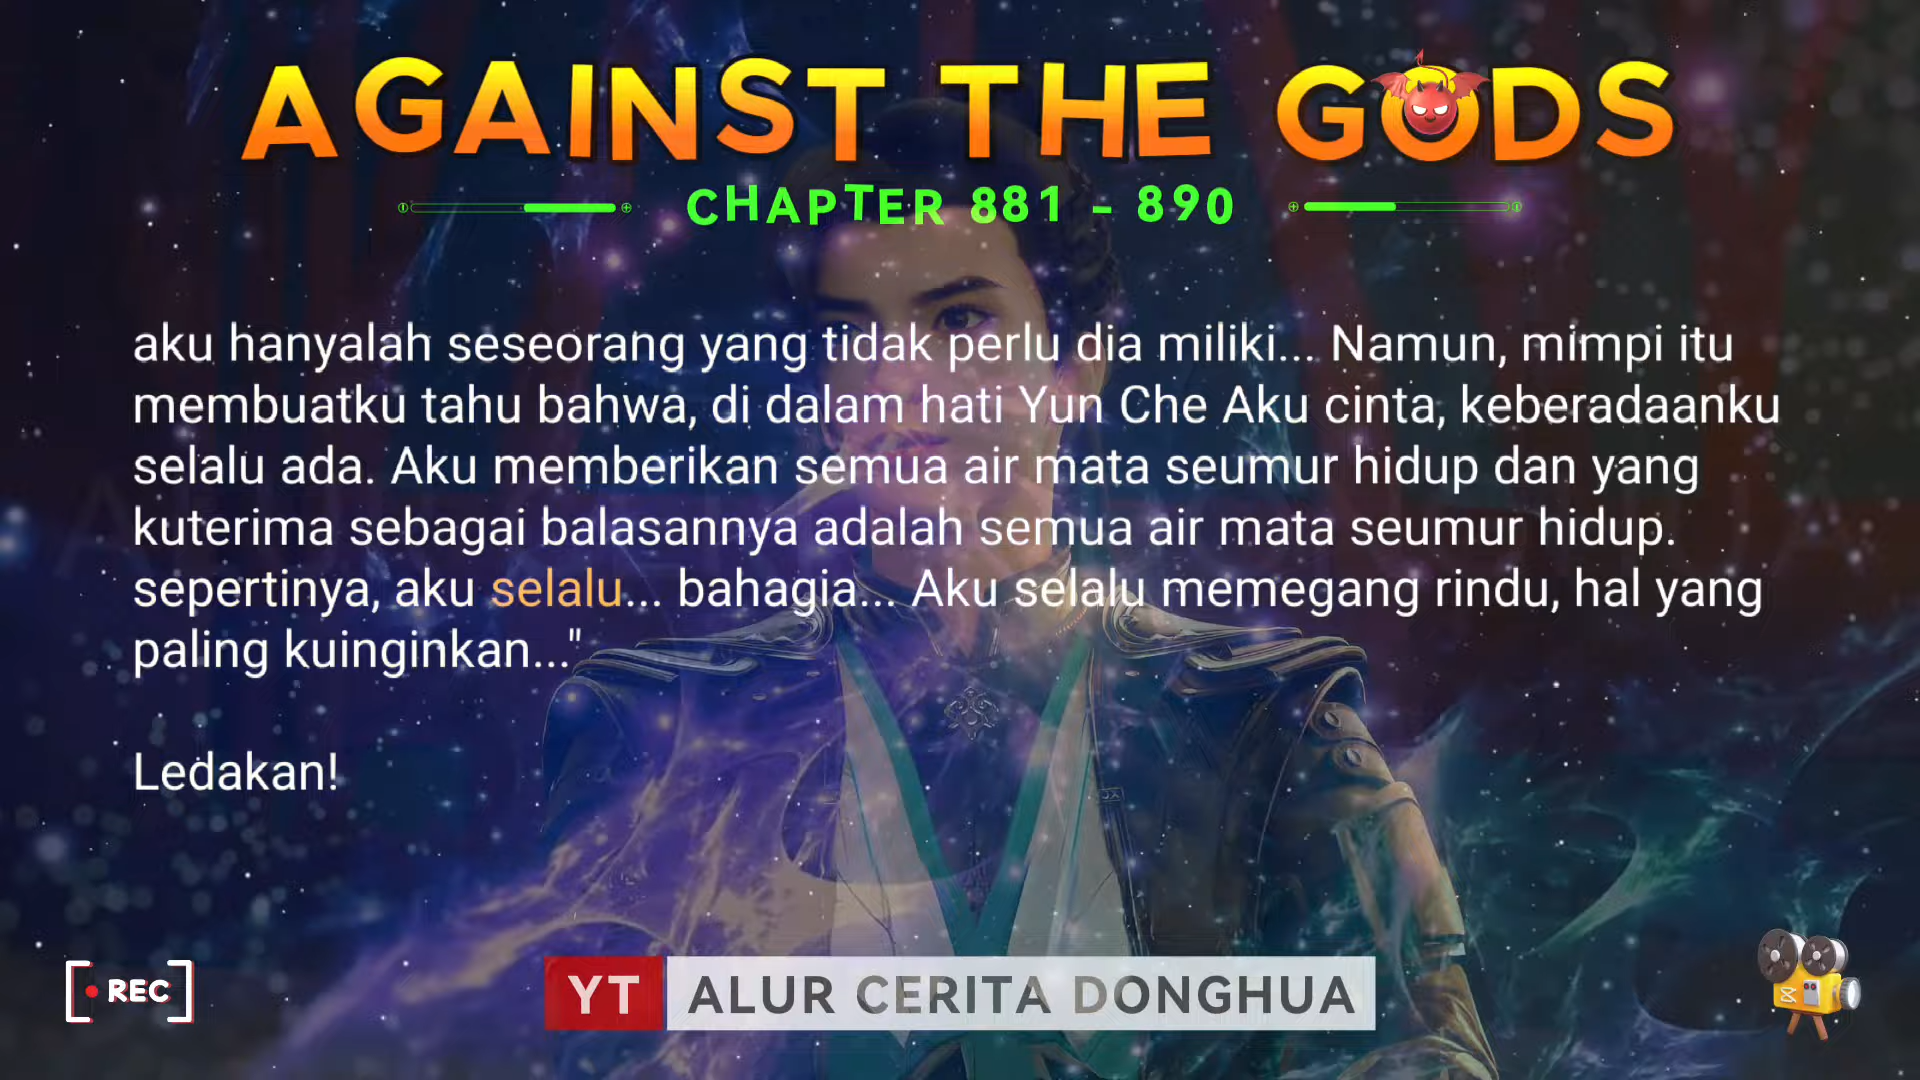 AGAINST THE GODS
CHAPTER 881 - 890
aku hanyalah seseorang yang tidak perlu dia miliki... Namun, mimpi itu
membuatku tahu bahwa, di dalam hati Yun Che Aku cinta, keberadaanku
selalu ada. Aku memberikan semua air mata seumur hidup dan yang
kuterima sebagai balasannya adalah semua air mata seumur hidup.
sepertinya, aku selalu... bahagia... Aku selalu memegang rindu, hal yang
paling kuinginkan..."
Ledakan!
REC
YT ALUR CERITA DONGHUA